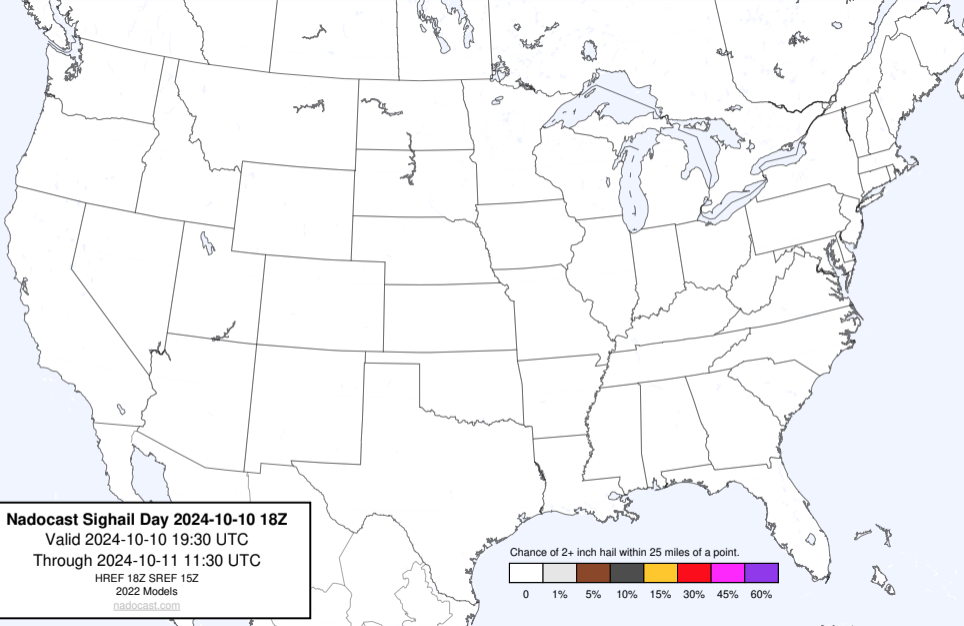 Nadocast Sighail Day 2024-10-10 18Z
Valid 2024-10-10 19:30 UTC
Through 2024-10-11 11:30 UTC
HREF 18Z SREF 15Z
2022 Models
nadocast.com
Chance of 2+ inch hail within 25 miles of a point.
0 1% 5% 10% 15% 30% 45% 60%